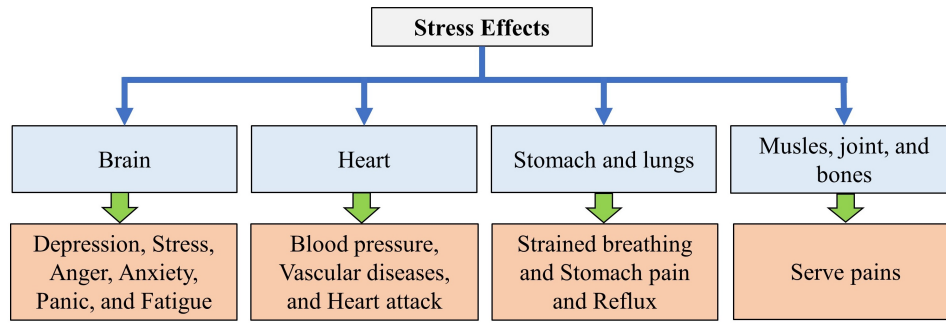 Stress Effects
Brain
Heart
Stomach and lungs
Musles, joint, and
bones
Depression, Stress,
Anger, Anxiety,
Panic, and Fatigue
Blood pressure,
Vascular diseases,
and Heart attack
Strained breathing
and Stomach pain
and Reflux
Serve pains